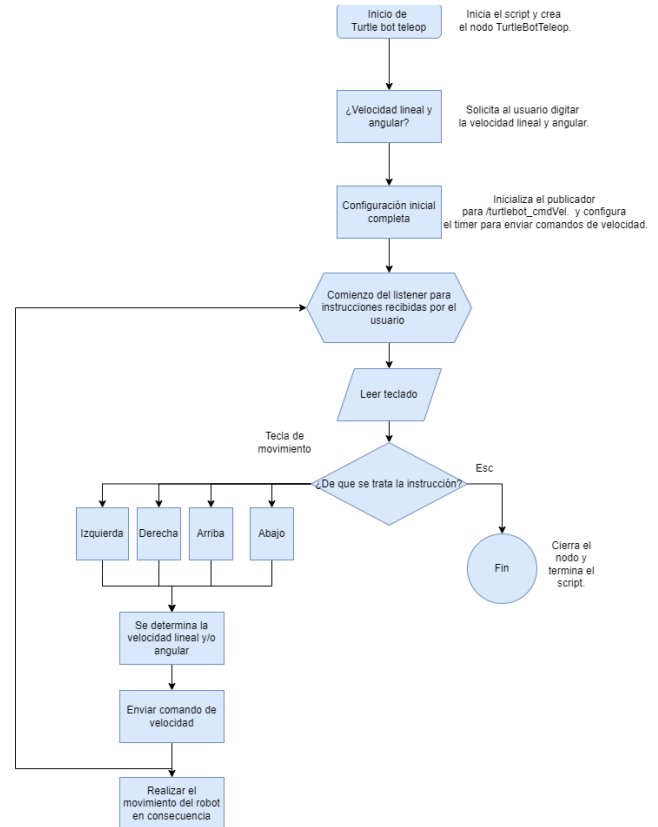 Inicio de
Turtle bot teleop
Inicia el script y crea
el nodo TurtleBotTeleop.
¿Velocidad lineal y
angular?
Solicita al usuario digitar
la velocidad lineal y angular.
Configuración inicial
completa
Inicializa el publicador
para /turtlebot_cmdVel. y configura
el timer para enviar comandos de velocidad.
Comienzo del listener para
instrucciones recibidas por el
usuario
Leer teclado
Tecla de
movimiento
¿De que se trata la instrucción?
Esc
Izquierda
Derecha
Arriba
Abajo
Fin
Cierra el
nodo y
termina el
script.
Se determina la
velocidad lineal y/o
angular
Enviar comando de
velocidad
Realizar el
movimiento del robot
en consecuencia